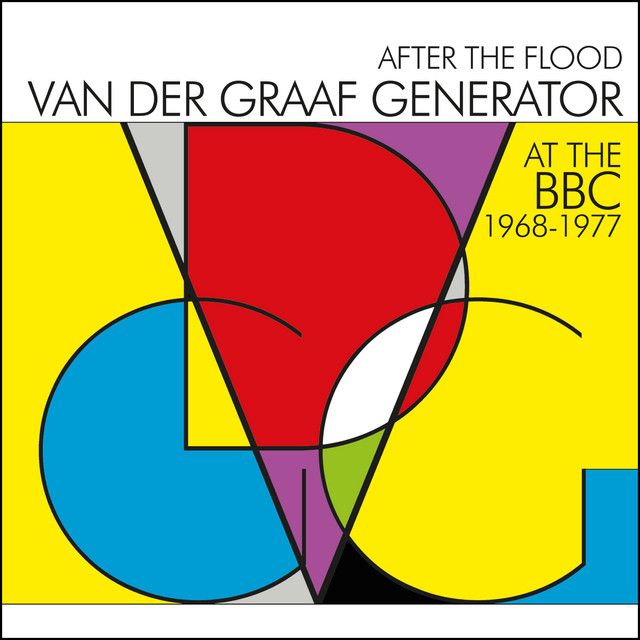 AFTER THE FLOOD
VAN DER GRAAF GENERATOR
AT THE
BBC
1968-1977